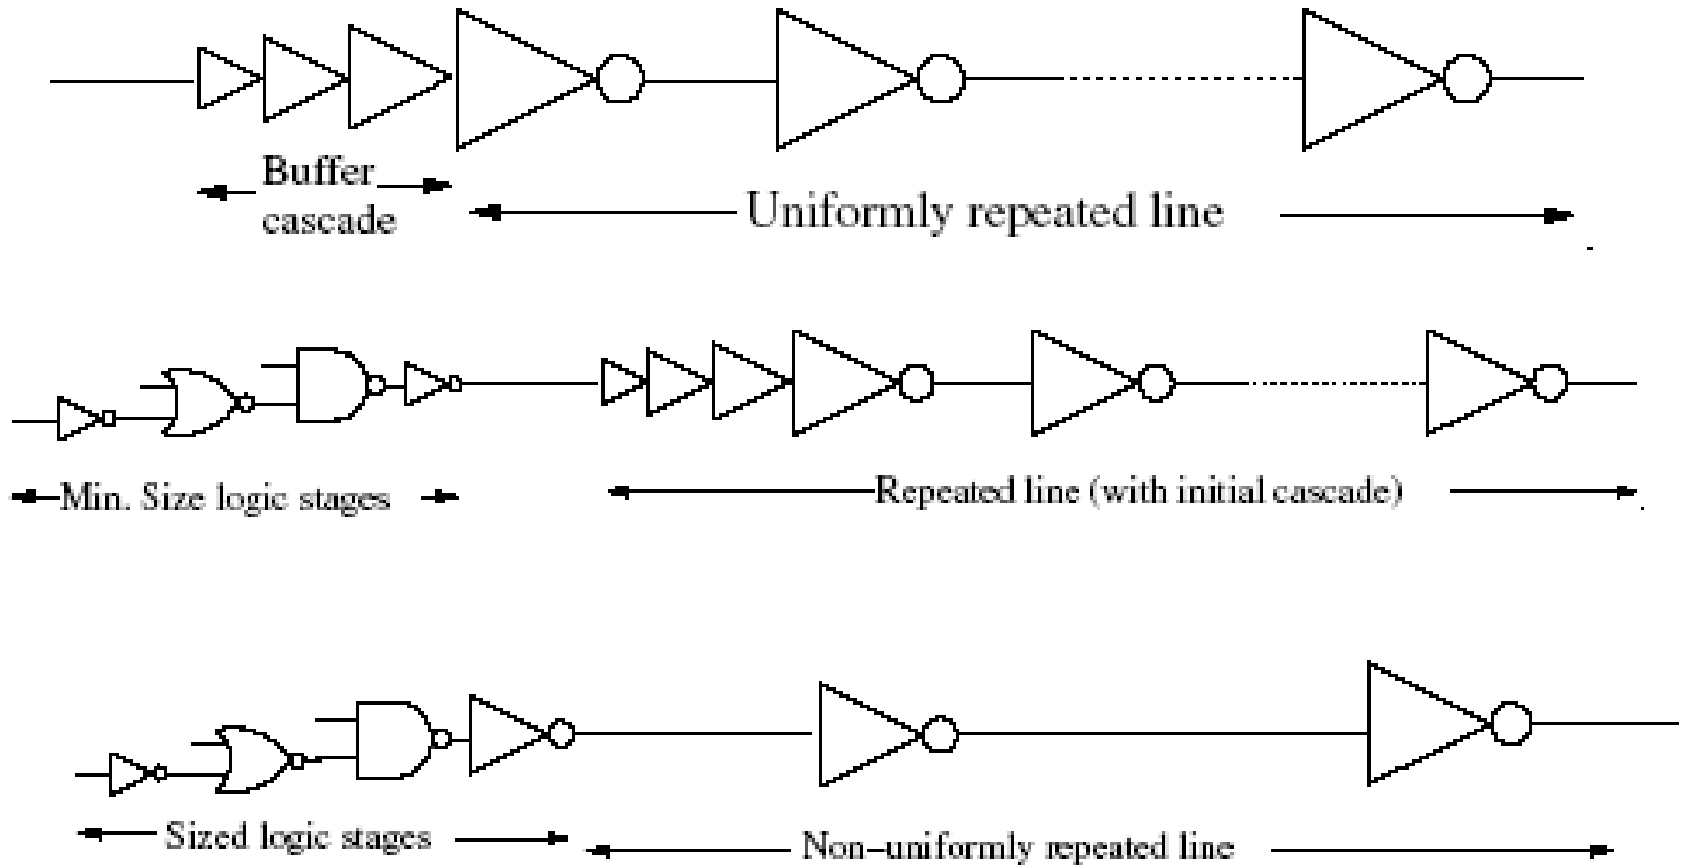 Buffer
cascade
Uniformly repeated line
Min. Size logic stages
Repeated line (with initial cascade)
Sized logic stages
Non-uniformly repeated line